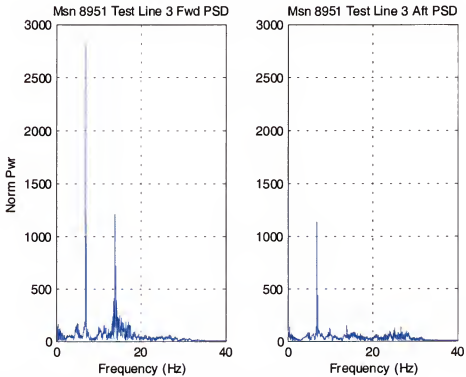 Msn 8951 Test Line 3 Fwd PSD
3000
2500
2000
1500
1000
500
0
Norm Pwr
0 20 40
Frequency (Hz)
Msn 8951 Test Line 3 Aft PSD
3000
2500
2000
1500
1000
500
0
0 20 40
Frequency (Hz)